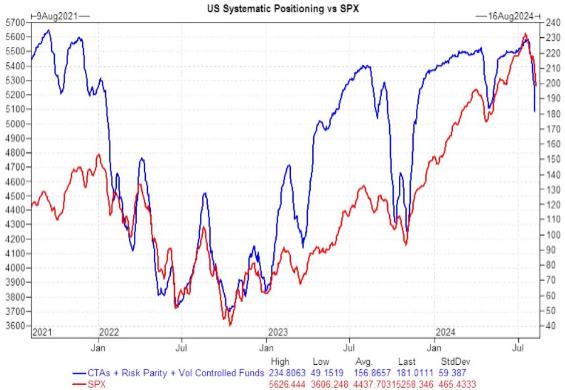 US Systematic Positioning vs SPX
9Aug2021
16Aug2024
5700 240
5600 230
5500 220
5400 210
5300 200
5200 190
5100 180
5000 170
4900 160
4800 150
4700 140
4600 130
4500 120
4400 110
4300 100
4200 90
4100 80
4000 70
3900 60
3800 50
3700 40
3600
2021 2022 2023 2024
Jan Jul Jan Jul Jan Jul
High Low Avg. Last StdDev
CTAs + Risk Parity + Vol Controlled Funds 234.8063 49.1519 156.8657 181.0111 59.387
SPX 5626.444 3606.248 4437.7031 5258.346 465.4333